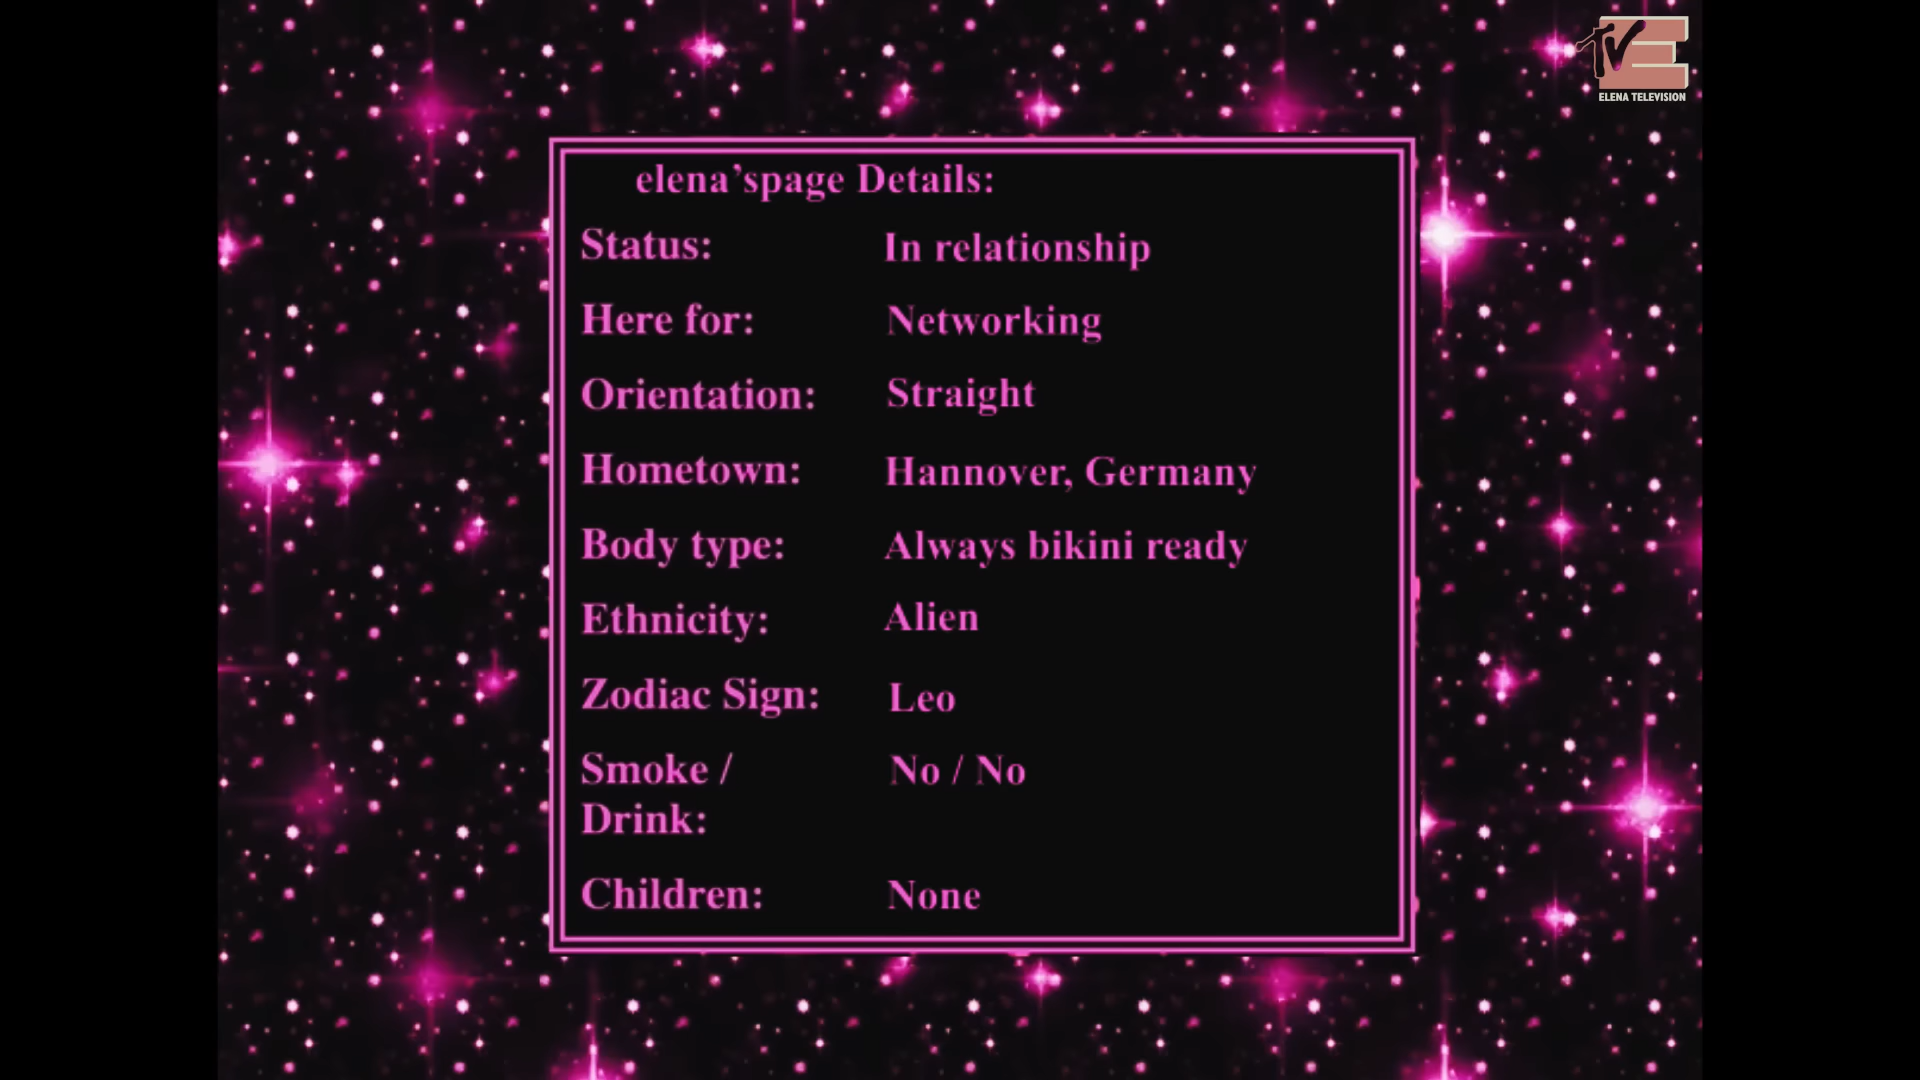 TVE
ELENA TELEVISION
elena’spage Details:
Status: In relationship
Here for: Networking
Orientation: Straight
Hometown: Hannover, Germany
Body type: Always bikini ready
Ethnicity: Alien
Zodiac Sign: Leo
Smoke / No / No
Drink:
Children: None